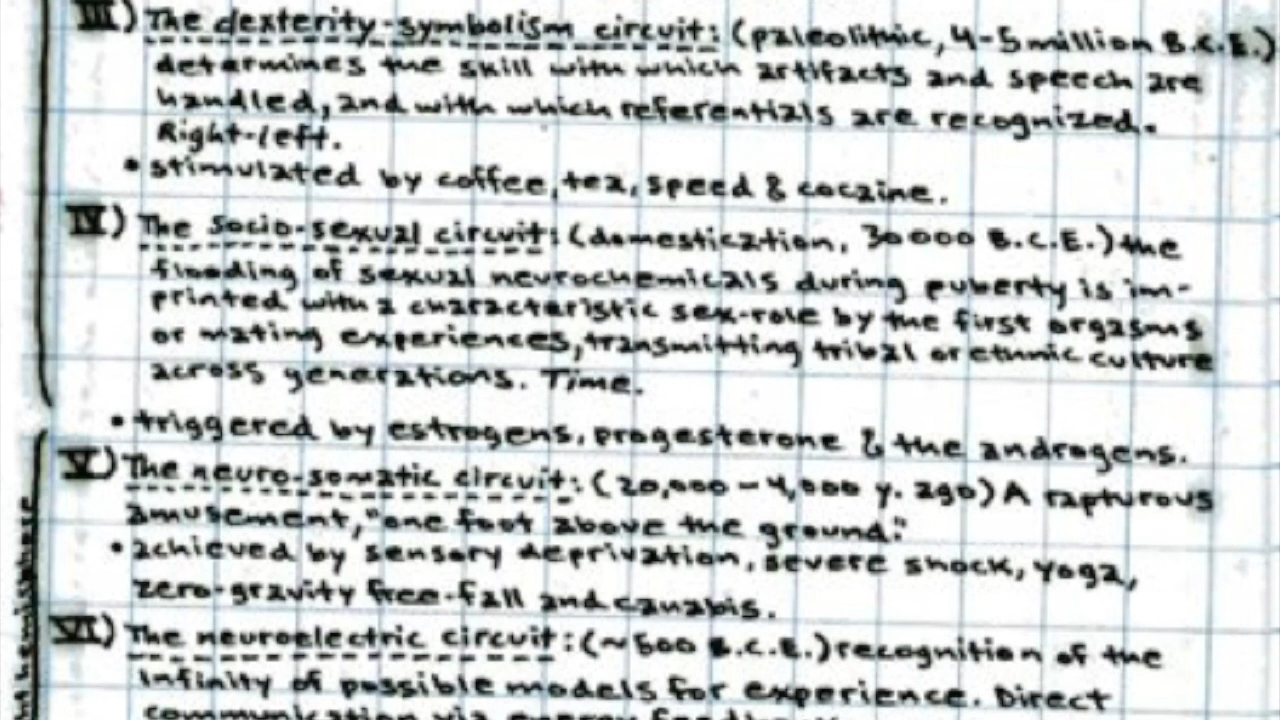 III) The dexterity-symbolism circuit: (paleolithic, 4-5 million B.C.E.)
determines the skill with which artifacts and speech are
handled, and with which referentials are recognized.
Right-left.
• stimulated by coffee, tea, speed & cocaine.
IV) The socio-sexual circuit: (domestication, 30000 B.C.E.) the
flooding of sexual neurochemicals during puberty is im-
printed with a characteristic sex-role by the first orgasms
or mating experiences, transmitting tribal or ethnic culture
across generations. Time.
• triggered by estrogens, progesterone & the androgens.
V) The neuro-somatic circuit: (20,000 - 4,000 y. ago) A rapturous
amusement, "one foot above the ground."
• achieved by sensory deprivation, severe shock, yoga,
zero-gravity free-fall and canabis.
VI) The neuroelectric circuit: (~500 B.C.E.) recognition of the
infinity of possible models for experience. Direct
communication via energy
hemisphere